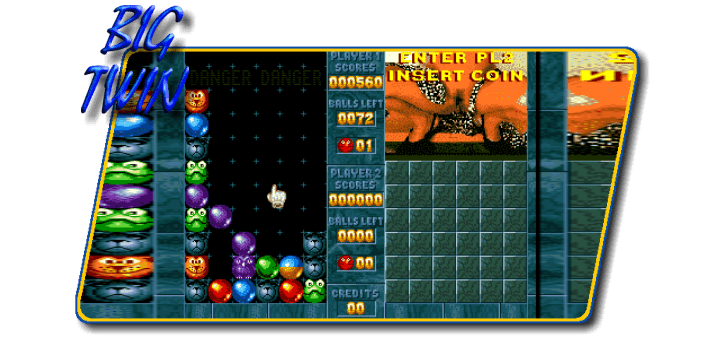 BIG
TWIN
DANGER DANGER
PLAYER 1
SCORES
000560
BALLS LEFT
0072
01
PLAYER 2
SCORES
000000
BALLS LEFT
0000
00
CREDITS
00
ENTER PL2
INSERT COIN